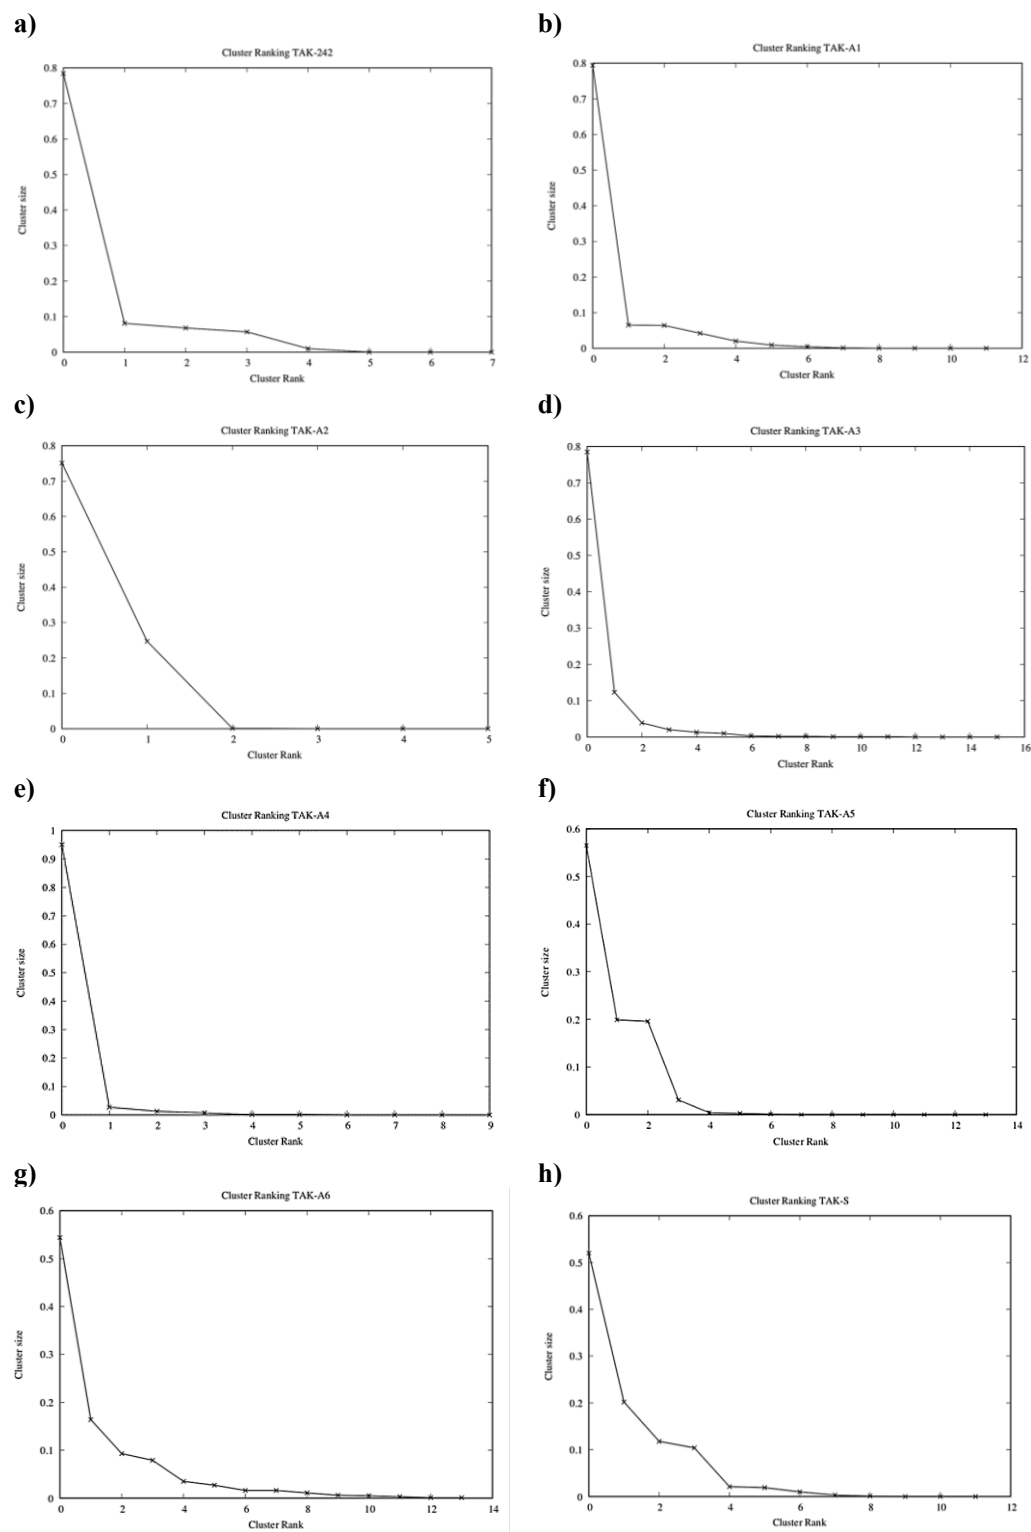 a)
Cluster Ranking TAK-242
0.8
0.7
0.6
0.5
0.4
0.3
0.2
0.1
0
Cluster size
0 1 2 3 4 5 6 7
Cluster Rank
b)
Cluster Ranking TAK-A1
0.8
0.7
0.6
0.5
0.4
0.3
0.2
0.1
0
Cluster size
0 2 4 6 8 10 12
Cluster Rank
c)
Cluster Ranking TAK-A2
0.8
0.7
0.6
0.5
0.4
0.3
0.2
0.1
0
Cluster size
0 1 2 3 4 5
Cluster Rank
d)
Cluster Ranking TAK-A3
0.8
0.7
0.6
0.5
0.4
0.3
0.2
0.1
0
Cluster size
0 2 4 6 8 10 12 14 16
Cluster Rank
e)
Cluster Ranking TAK-A4
1
0.9
0.8
0.7
0.6
0.5
0.4
0.3
0.2
0.1
0
Cluster size
0 1 2 3 4 5 6 7 8 9
Cluster Rank
f)
Cluster Ranking TAK-A5
0.6
0.5
0.4
0.3
0.2
0.1
0
Cluster size
0 2 4 6 8 10 12 14
Cluster Rank
g)
Cluster Ranking TAK-A6
0.6
0.5
0.4
0.3
0.2
0.1
0
Cluster size
0 2 4 6 8 10 12 14
Cluster Rank
h)
Cluster Ranking TAK-S
0.6
0.5
0.4
0.3
0.2
0.1
0
Cluster size
0 2 4 6 8 10 12
Cluster Rank